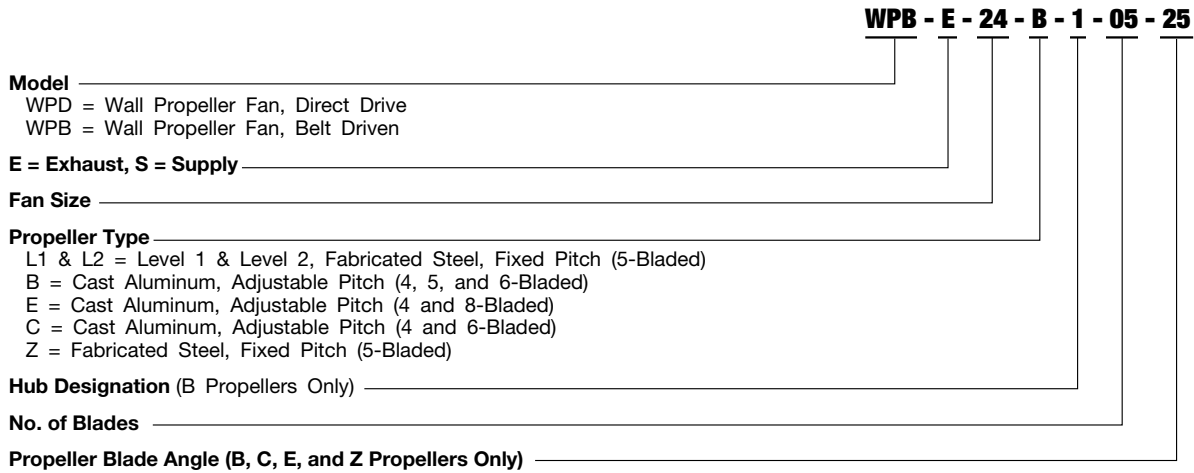 WPB - E - 24 - B - 1 - 05 - 25
Model
WPD = Wall Propeller Fan, Direct Drive
WPB = Wall Propeller Fan, Belt Driven
E = Exhaust, S = Supply
Fan Size
Propeller Type
L1 & L2 = Level 1 & Level 2, Fabricated Steel, Fixed Pitch (5-Bladed)
B = Cast Aluminum, Adjustable Pitch (4, 5, and 6-Bladed)
E = Cast Aluminum, Adjustable Pitch (4 and 8-Bladed)
C = Cast Aluminum, Adjustable Pitch (4 and 6-Bladed)
Z = Fabricated Steel, Fixed Pitch (5-Bladed)
Hub Designation (B Propellers Only)
No. of Blades
Propeller Blade Angle (B, C, E, and Z Propellers Only)